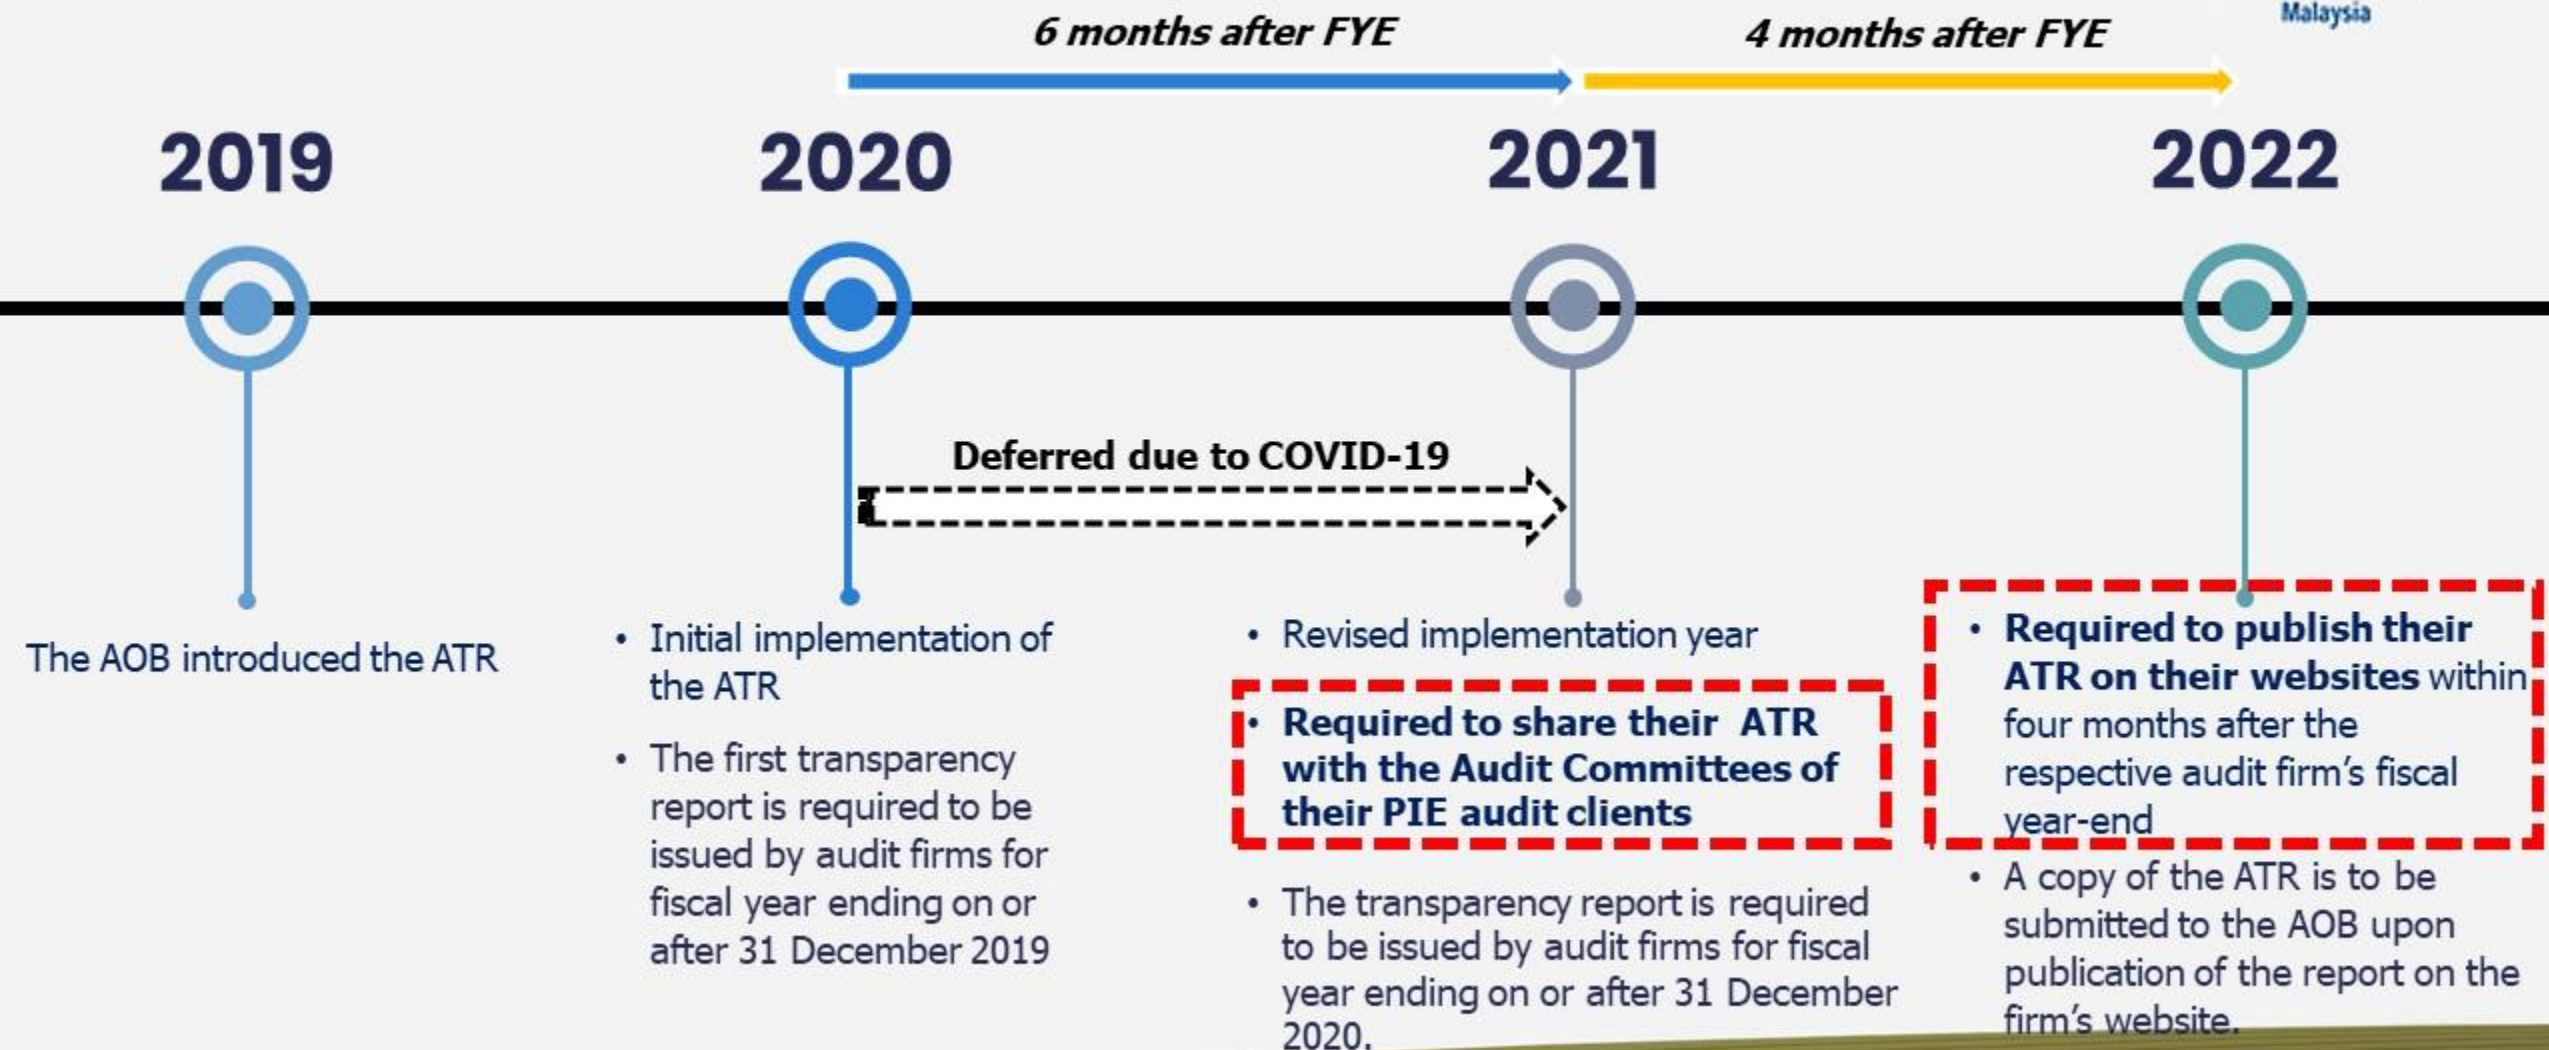 Malaysia
6 months after FYE
4 months after FYE
2019
2020
2021
2022
Deferred due to COVID-19
The AOB introduced the ATR
• Initial implementation of
the ATR
• The first transparency
report is required to be
issued by audit firms for
fiscal year ending on or
after 31 December 2019
• Revised implementation year
• Required to share their ATR
with the Audit Committees of
their PIE audit clients
• The transparency report is required
to be issued by audit firms for fiscal
year ending on or after 31 December
2020.
• Required to publish their
ATR on their websites within
four months after the
respective audit firm's fiscal
year-end
• A copy of the ATR is to be
submitted to the AOB upon
publication of the report on the
firm's website.